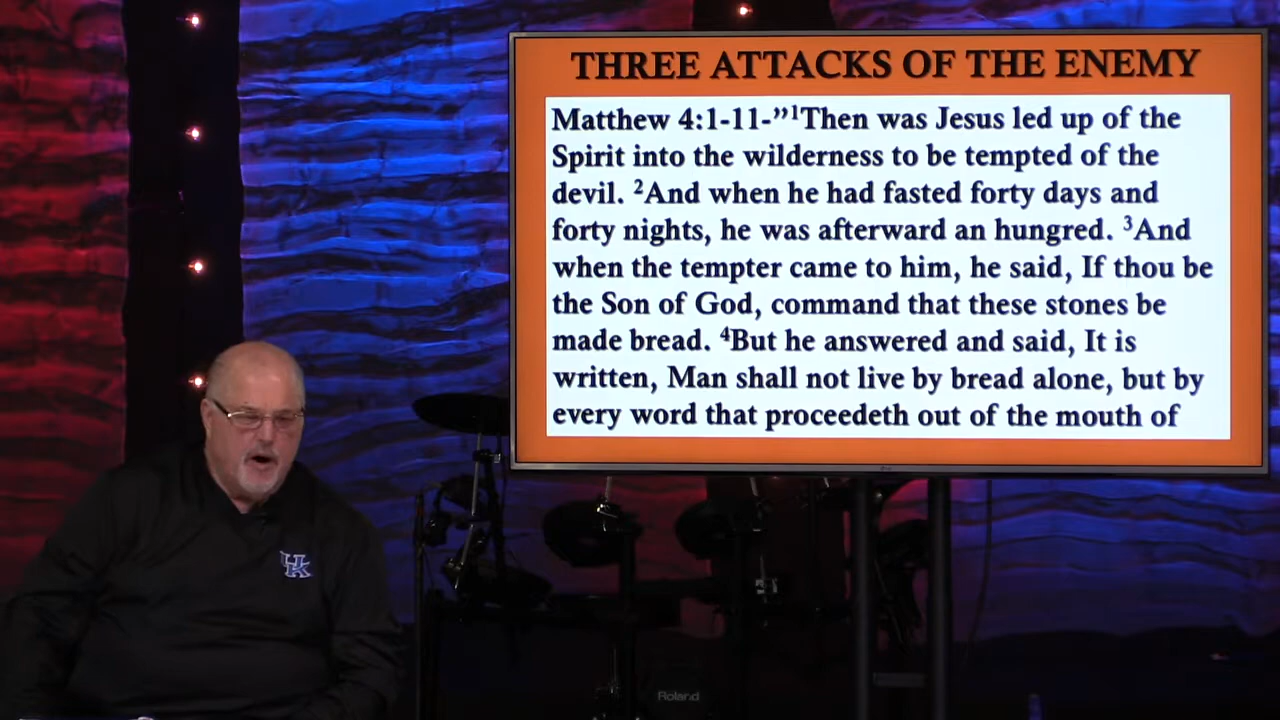 THREE ATTACKS OF THE ENEMY
Matthew 4:1-11-”¹Then was Jesus led up of the
Spirit into the wilderness to be tempted of the
devil. ²And when he had fasted forty days and
forty nights, he was afterward an hungred. ³And
when the tempter came to him, he said, If thou be
the Son of God, command that these stones be
made bread. ⁴But he answered and said, It is
written, Man shall not live by bread alone, but by
every word that proceedeth out of the mouth of
UK
Roland